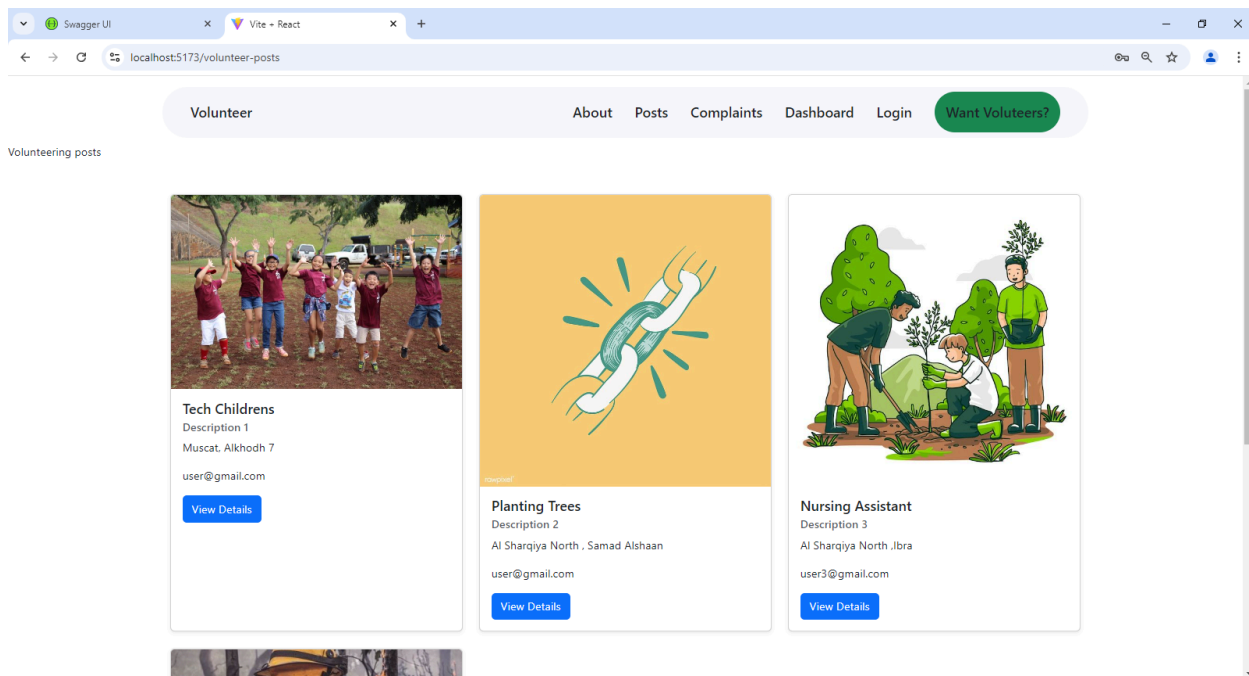 Swagger UI
Vite + React
localhost:5173/volunteer-posts
Volunteer
About
Posts
Complaints
Dashboard
Login
Want Voluteers?
Volunteering posts
Tech Childrens
Description 1
Muscat, Alkhodh 7
user@gmail.com
View Details
rawpixel
Planting Trees
Description 2
Al Sharqiya North , Samad Alshaan
user@gmail.com
View Details
Nursing Assistant
Description 3
Al Sharqiya North ,Ibra
user3@gmail.com
View Details